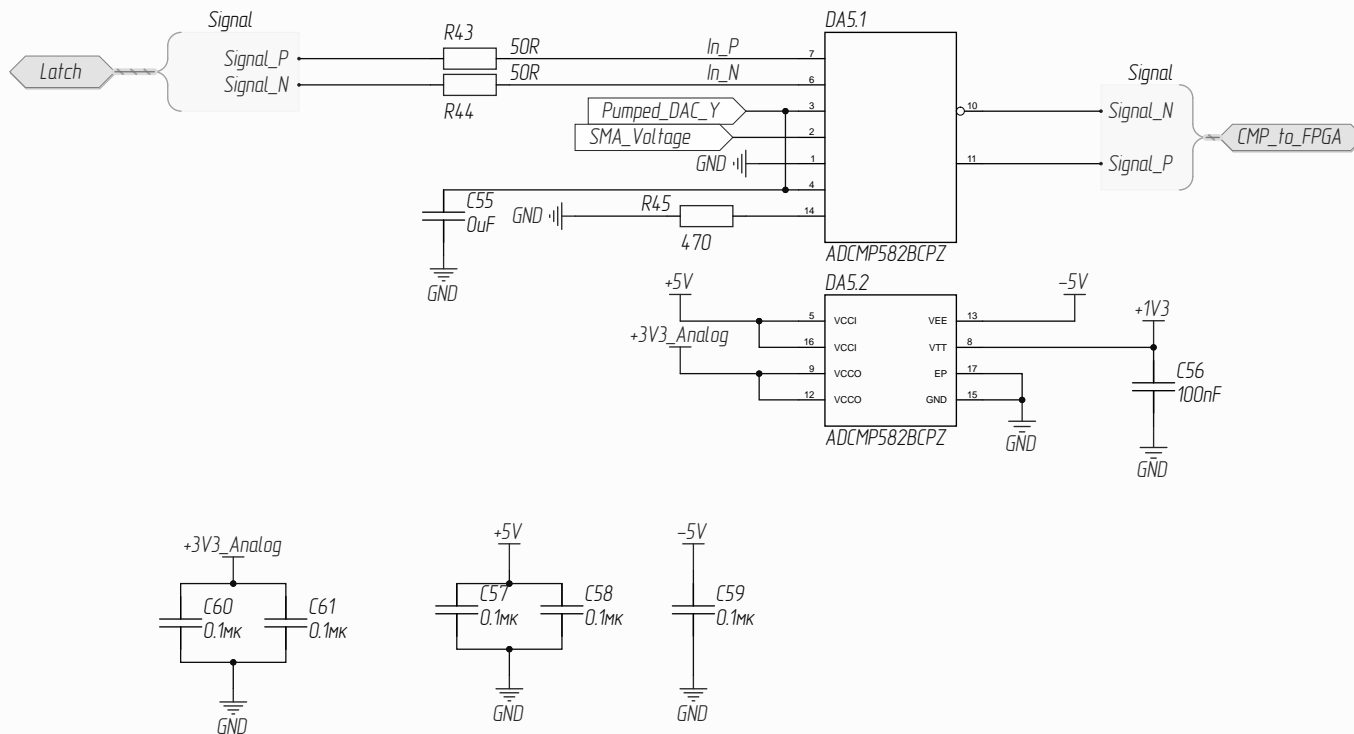 Signal
DA5.1
R43
50R
In_P
7
Latch
Signal_P
Signal_N
50R
In_N
6
R44
Signal
Pumped_DAC_Y
3
10
Signal_N
SMA_Voltage
2
CMP_to_FPGA
GND
1
11
Signal_P
4
C55
0uF
GND
R45
14
470
GND
ADCMP582BCPZ
DA5.2
+5V
-5V
+1V3
5
VCCI
VEE
13
+3V3_Analog
16
VCCI
VTT
8
9
VCCO
EP
17
C56
100nF
12
VCCO
GND
15
ADCMP582BCPZ
GND
GND
+3V3_Analog
+5V
-5V
C60
0.1мк
C61
0.1мк
C57
0.1мк
C58
0.1мк
C59
0.1мк
GND
GND
GND